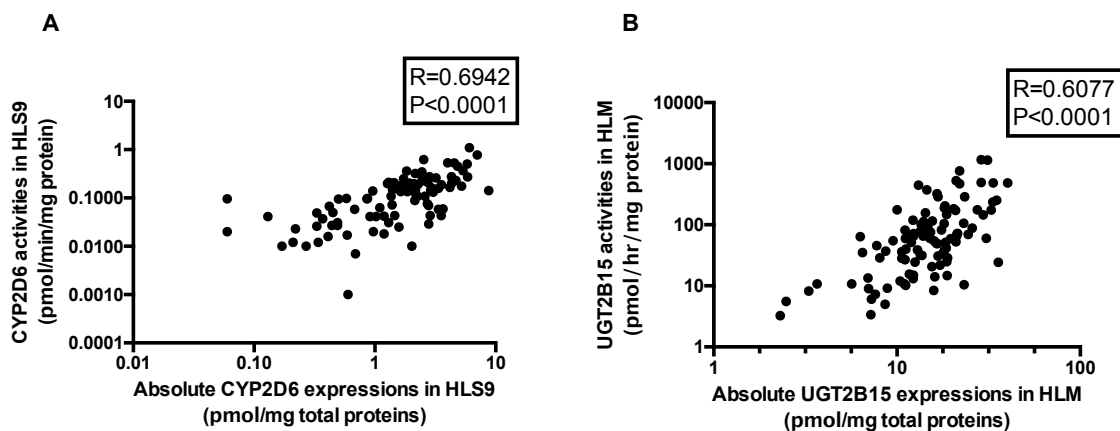 A
R=0.6942
P<0.0001
CYP2D6 activities in HLS9
(pmol/min/mg protein)
10
1
0.1000
0.0100
0.0010
0.0001
0.01
0.10
1
10
Absolute CYP2D6 expressions in HLS9
(pmol/mg total proteins)
B
R=0.6077
P<0.0001
UGT2B15 activities in HLM
(pmol/ hr/ mg protein)
10000
1000
100
10
1
1
10
100
Absolute UGT2B15 expressions in HLM
(pmol/mg total proteins)